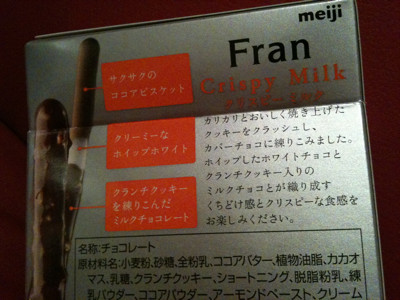 meiji
Fran
Crispy Milk
クリスピーミルク
サクサクの
ココアビスケット
クリーミーな
ホイップホワイト
クランチクッキー
を練りこんだ
ミルクチョコレート
カリカリとおいしく焼き上げた
クッキーをクラッシュし、
カバーチョコに練りこみました。
ホイップしたホワイトチョコと
クランチクッキー入りの
ミルクチョコとが織り成す
くちどけ感とクリスピーな食感を
お楽しみください。
名称:チョコレート
原材料名:小麦粉、砂糖、全粉乳、ココアバター、植物油脂、カカオ
マス、乳糖、クランチクッキー、ショートニング、脱脂粉乳、練
乳パウダー、ココアパウダー、アーモンドペースト、クリーム